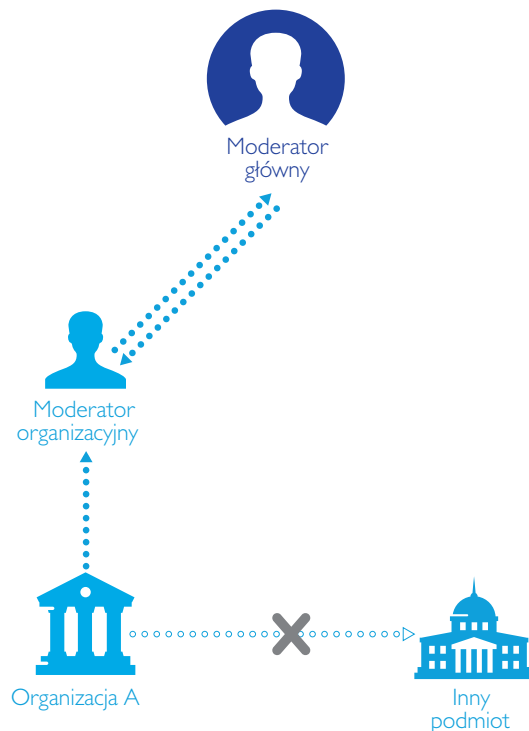 Moderator
główny
Moderator
organizacyjny
Organizacja A
Inny
podmiot